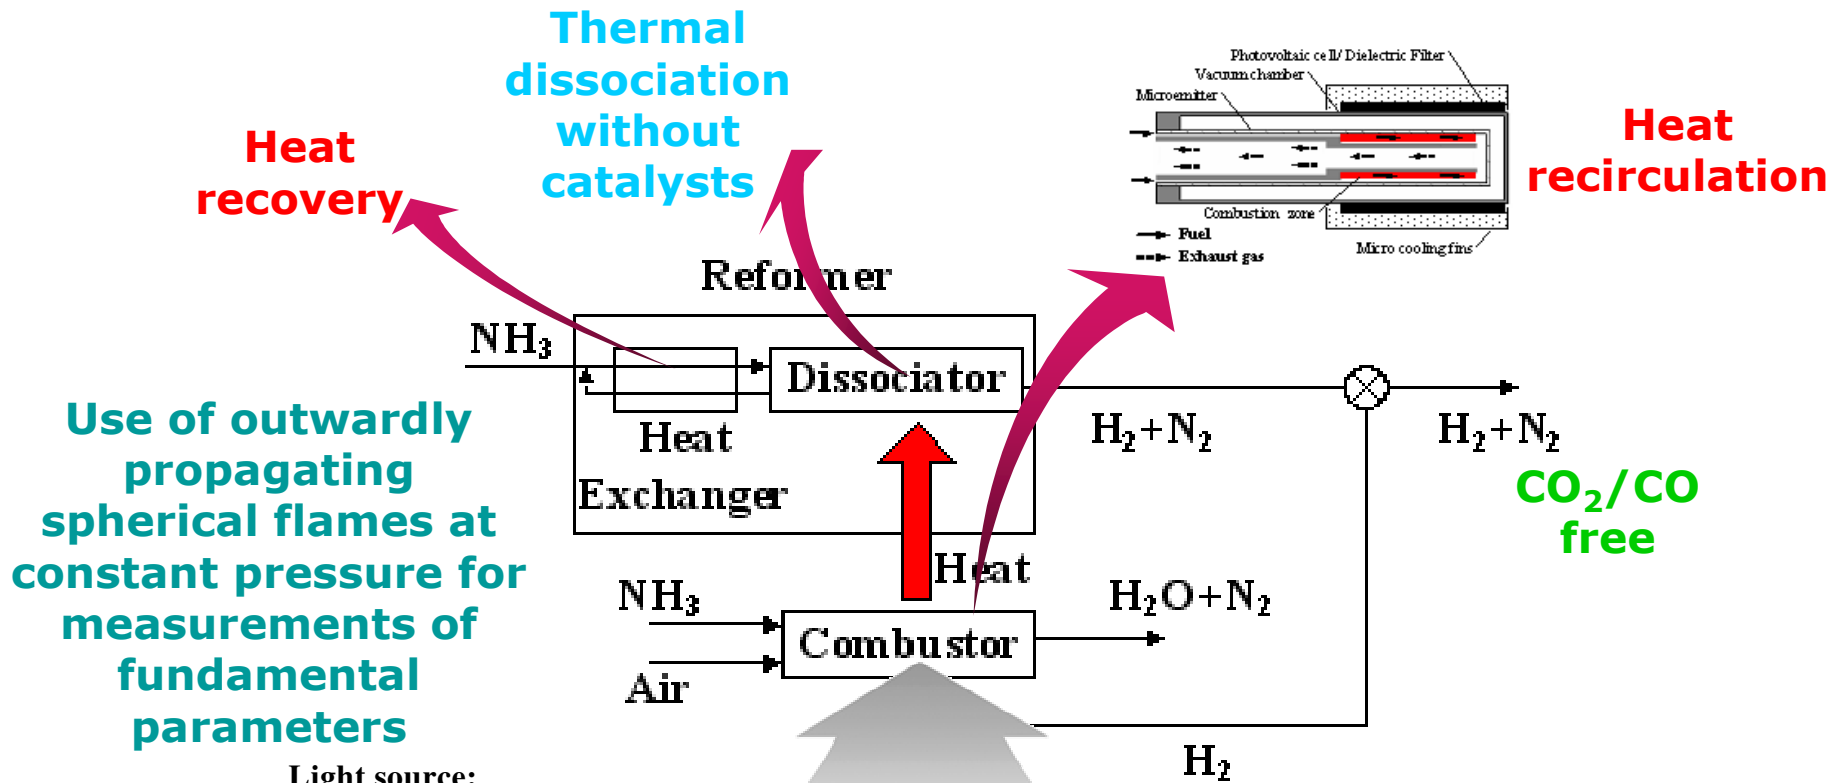 Thermal
dissociation
without
catalysts
Heat
recovery
Photovoltaic cell/ Dielectric Filter
Vacuum chamber
Microemitter
Combustion zone
Fuel
Exhaust gas
Micro cooling fins
Heat
recirculation
Reformer
NH₃
Dissociator
Heat
Exchanger
H₂+N₂
H₂+N₂
CO₂/CO
free
Use of outwardly
propagating
spherical flames at
constant pressure for
measurements of
fundamental
parameters
Heat
NH₃
Air
Combustor
H₂O+N₂
H₂
Light source: